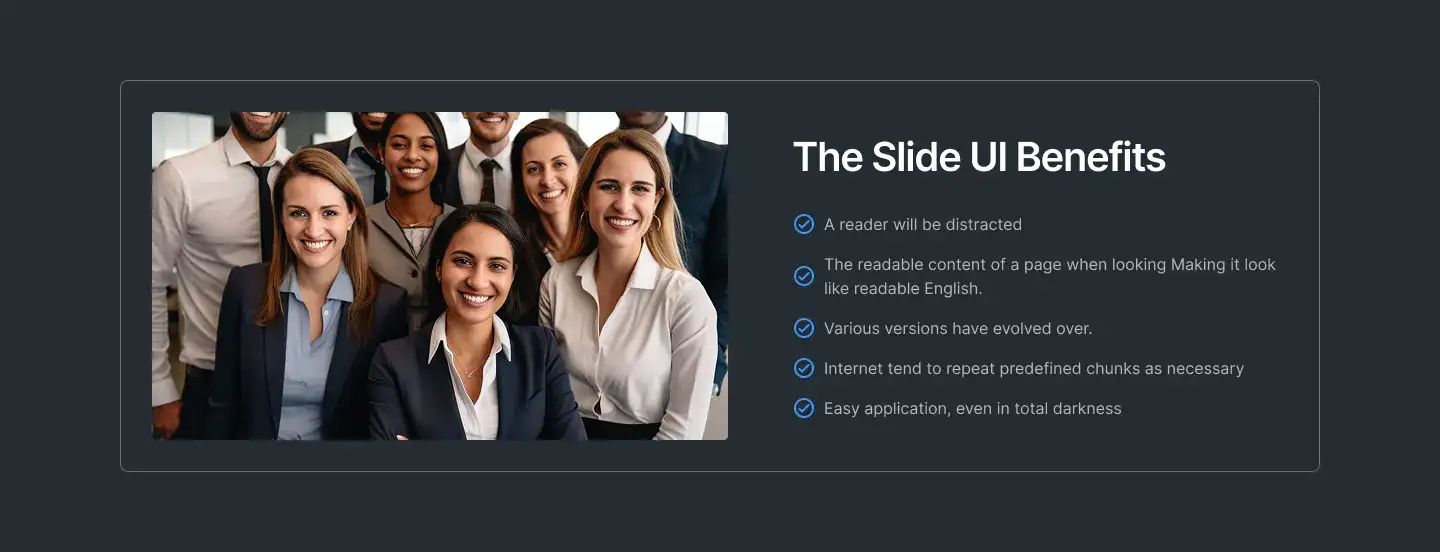 The Slide UI Benefits
A reader will be distracted
The readable content of a page when looking Making it look
like readable English.
Various versions have evolved over.
Internet tend to repeat predefined chunks as necessary
Easy application, even in total darkness